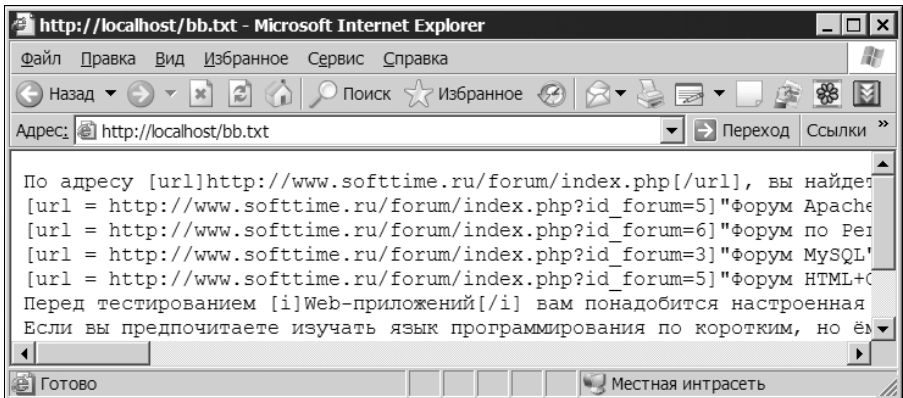 http://localhost/bb.txt - Microsoft Internet Explorer
Файл Правка Вид Избранное Сервис Справка
Назад Поиск Избранное
Адрес: http://localhost/bb.txt Переход Ссылки »
По адресу [url]http://www.softtime.ru/forum/index.php[/url], вы найдет
[url = http://www.softtime.ru/forum/index.php?id_forum=5]"Форум Apache
[url = http://www.softtime.ru/forum/index.php?id_forum=6]"Форум по Рег
[url = http://www.softtime.ru/forum/index.php?id_forum=3]"Форум MySQL"
[url = http://www.softtime.ru/forum/index.php?id_forum=5]"Форум HTML+
Перед тестированием [i]Web-приложений[/i] вам понадобится настроенная
Если вы предпочитаете изучать язык программирования по коротким, но
Готово Местная интрасеть